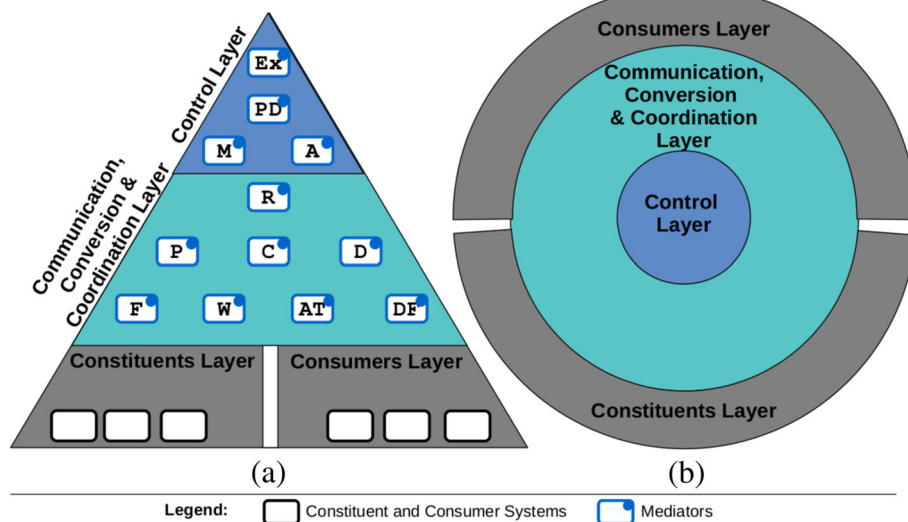 Control Layer
Communication,
Conversion &
Coordination Layer
Ex
PD
M A
R
P C D
F W AT DF
Constituents Layer Consumers Layer
(a)
Consumers Layer
Communication,
Conversion
& Coordination
Layer
Control
Layer
Constituents Layer
(b)
Legend: Constituent and Consumer Systems Mediators